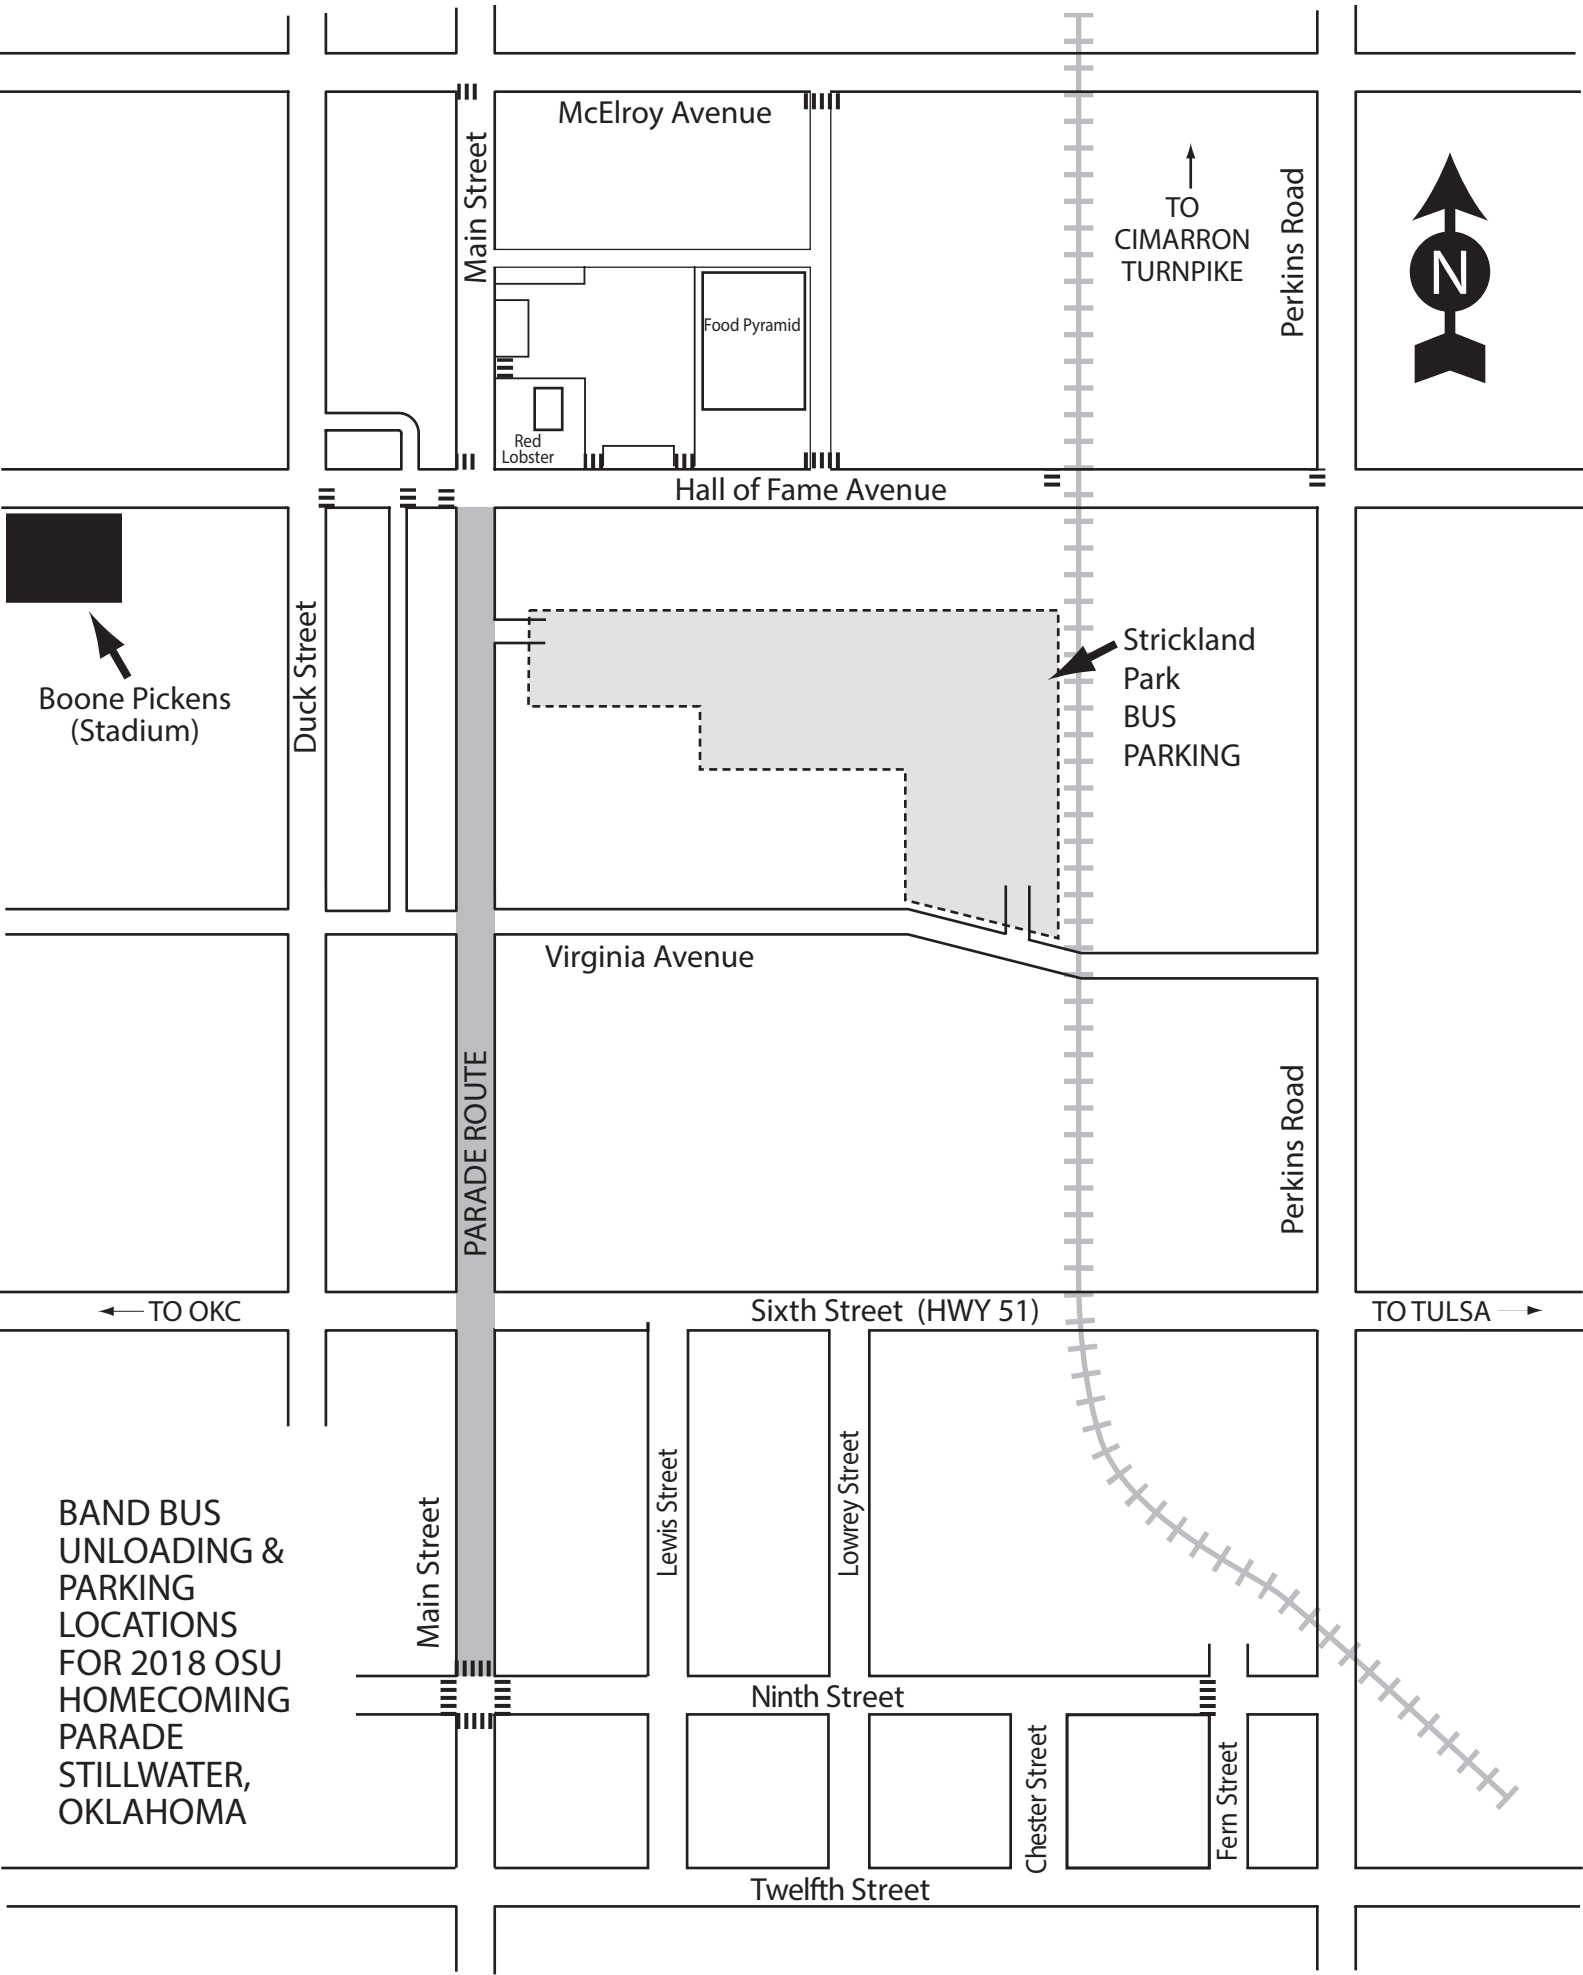 McElroy Avenue
Main Street
TO
CIMARRON
TURNPIKE
Perkins Road
N
Food Pyramid
Red
Lobster
Hall of Fame Avenue
Boone Pickens
(Stadium)
Duck Street
Strickland
Park
BUS
PARKING
Virginia Avenue
PARADE ROUTE
Perkins Road
TO OKC
Sixth Street (HWY 51)
TO TULSA
Lewis Street
Lowrey Street
Main Street
BAND BUS
UNLOADING &
PARKING
LOCATIONS
FOR 2018 OSU
HOMECOMING
PARADE
STILLWATER,
OKLAHOMA
Ninth Street
Chester Street
Fern Street
Twelfth Street